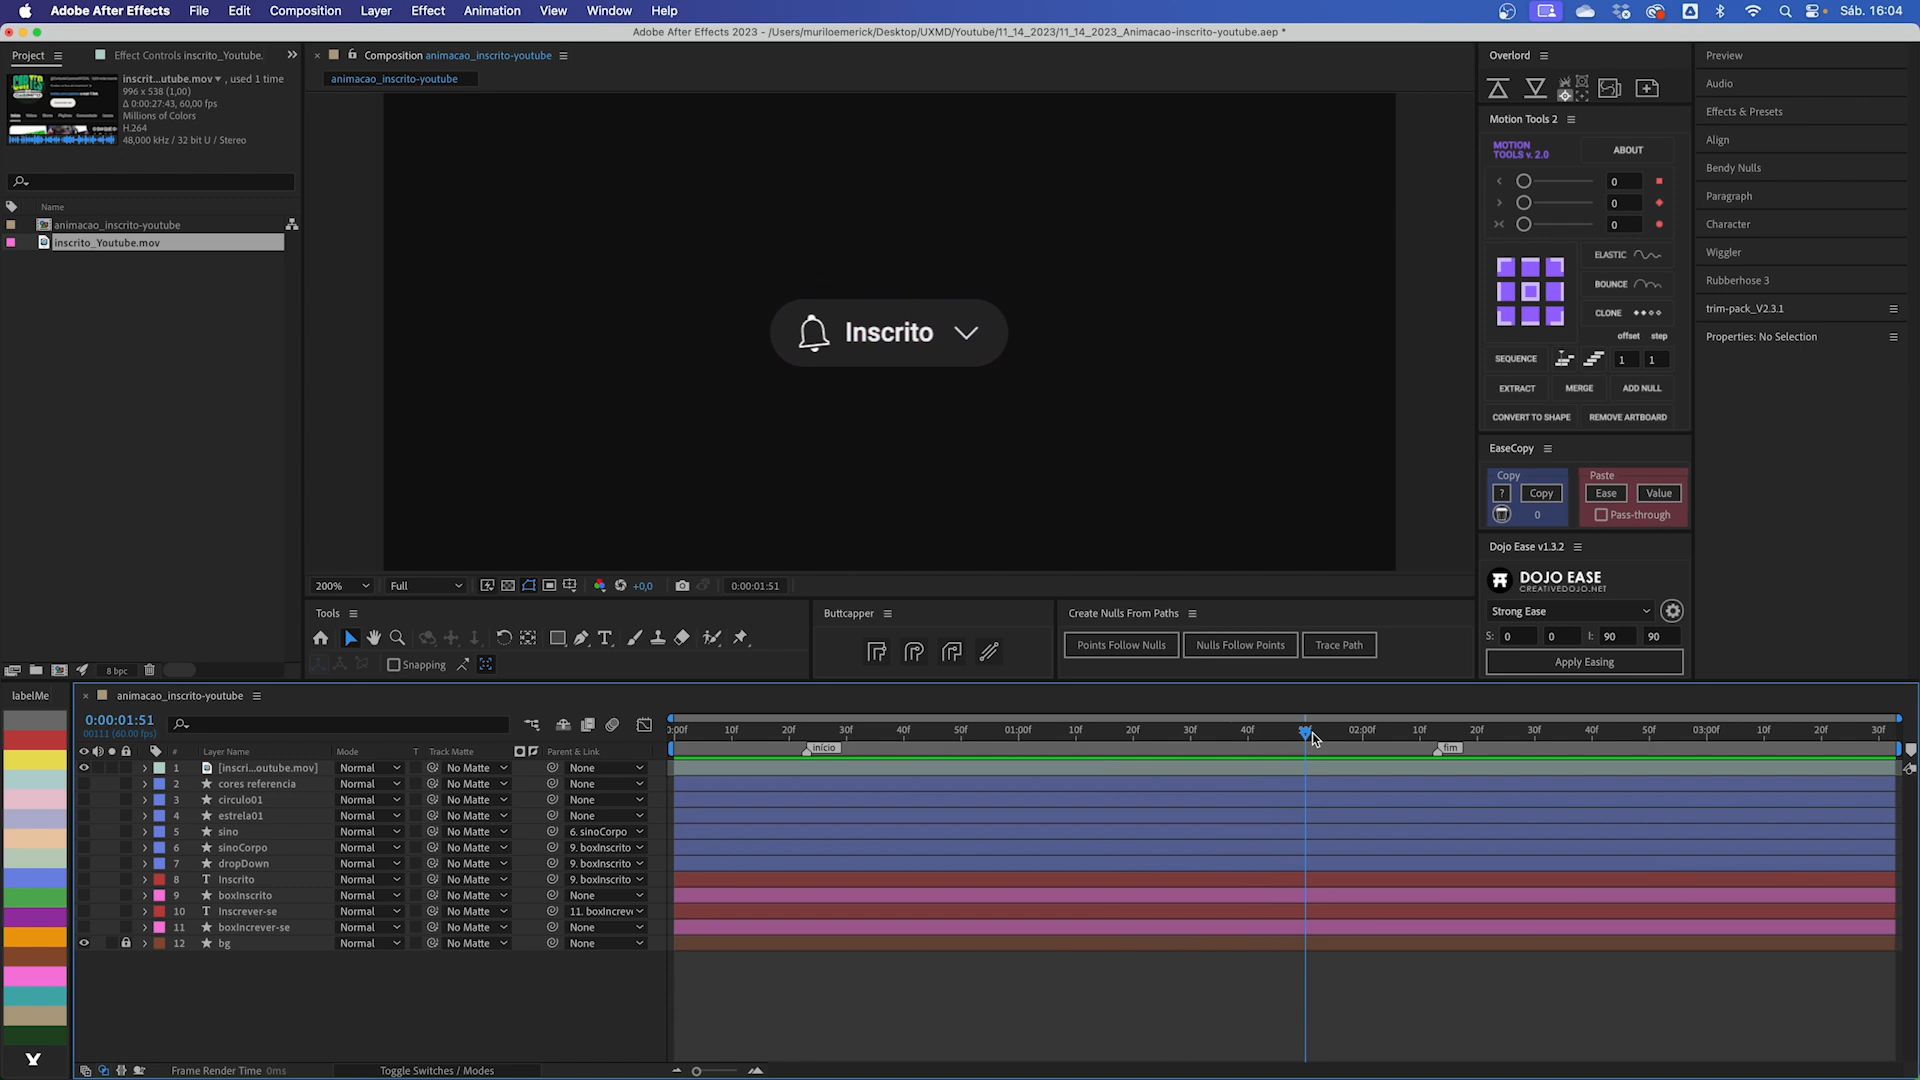 Adobe After Effects File Edit Composition Layer Effect Animation View Window Help Sáb. 16:04
Adobe After Effects 2023 - /Users/muriloemerick/Desktop/UXMD/Youtube/11_14_2023/11_14_2023_Animacao-inscrito-youtube.aep *
Project Effect Controls inscrito_Youtube.
inscrit...utube.mov , used 1 time
996 x 538 (1,00)
Δ 0:00:27:43, 60,00 fps
Millions of Colors
H.264
48,000 kHz / 32 bit U / Stereo
Name
animacao_inscrito-youtube
inscrito_Youtube.mov
8 bpc
Composition animacao_inscrito-youtube
animacao_inscrito-youtube
Inscrito
200% Full +0,0 0:00:01:51
Tools
Snapping
Buttcapper
Create Nulls From Paths
Points Follow Nulls Nulls Follow Points Trace Path
Overlord
Motion Tools 2
MOTION TOOLS v. 2.0 ABOUT
0
0
0
ELASTIC
BOUNCE
CLONE
offset step
SEQUENCE 1 1
EXTRACT MERGE ADD NULL
CONVERT TO SHAPE REMOVE ARTBOARD
EaseCopy
Copy Paste
? Copy Ease Value
0 Pass-through
Dojo Ease v1.3.2
DOJO EASE
CREATIVEDOJO.NET
Strong Ease
S: 0 0 I: 90 90
Apply Easing
Preview
Audio
Effects & Presets
Align
Bendy Nulls
Paragraph
Character
Wiggler
Rubberhose 3
trim-pack_V2.3.1
Properties: No Selection
labelMe
animacao_inscrito-youtube
0:00:01:51
00111 (60.00 fps)
# Layer Name Mode T Track Matte Parent & Link
1 [inscri...outube.mov] Normal No Matte None
2 cores referencia Normal No Matte None
3 circulo01 Normal No Matte None
4 estrela01 Normal No Matte None
5 sino Normal No Matte 6. sinoCorpo
6 sinoCorpo Normal No Matte 9. boxInscrito
7 dropDown Normal No Matte 9. boxInscrito
8 T Inscrito Normal No Matte 9. boxInscrito
9 boxInscrito Normal No Matte None
10 T Inscrever-se Normal No Matte 11. boxIncrev
11 boxIncrever-se Normal No Matte None
12 bg Normal No Matte None
0:00f 10f 20f 30f 40f 50f 01:00f 10f 20f 30f 40f 02:00f 10f 20f 30f 40f 50f 03:00f 10f 20f 30f
início fim
Frame Render Time 0ms Toggle Switches / Modes